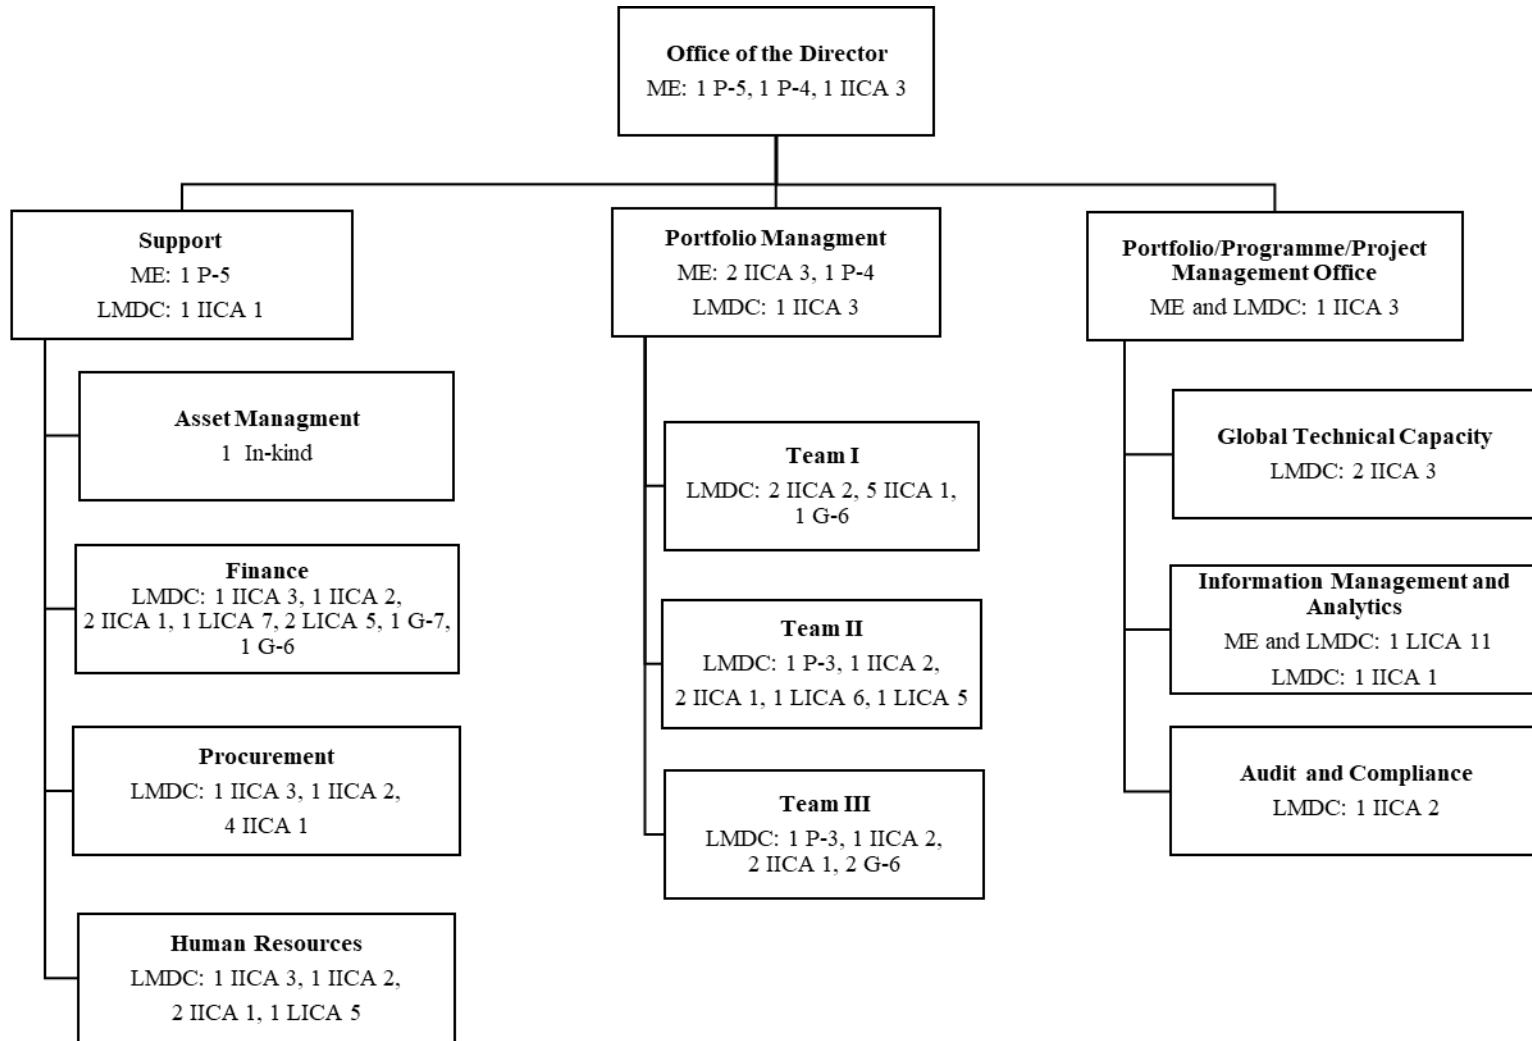 Office of the Director
ME: 1 P-5, 1 P-4, 1 IICA 3
Support
ME: 1 P-5
LMDC: 1 IICA 1
Portfolio Managment
ME: 2 IICA 3, 1 P-4
LMDC: 1 IICA 3
Portfolio/Programme/Project
Management Office
ME and LMDC: 1 IICA 3
Asset Managment
1 In-kind
Finance
LMDC: 1 IICA 3, 1 IICA 2,
2 IICA 1, 1 LICA 7, 2 LICA 5, 1 G-7,
1 G-6
Procurement
LMDC: 1 IICA 3, 1 IICA 2,
4 IICA 1
Human Resources
LMDC: 1 IICA 3, 1 IICA 2,
2 IICA 1, 1 LICA 5
Team I
LMDC: 2 IICA 2, 5 IICA 1,
1 G-6
Team II
LMDC: 1 P-3, 1 IICA 2,
2 IICA 1, 1 LICA 6, 1 LICA 5
Team III
LMDC: 1 P-3, 1 IICA 2,
2 IICA 1, 2 G-6
Global Technical Capacity
LMDC: 2 IICA 3
Information Management and
Analytics
ME and LMDC: 1 LICA 11
LMDC: 1 IICA 1
Audit and Compliance
LMDC: 1 IICA 2